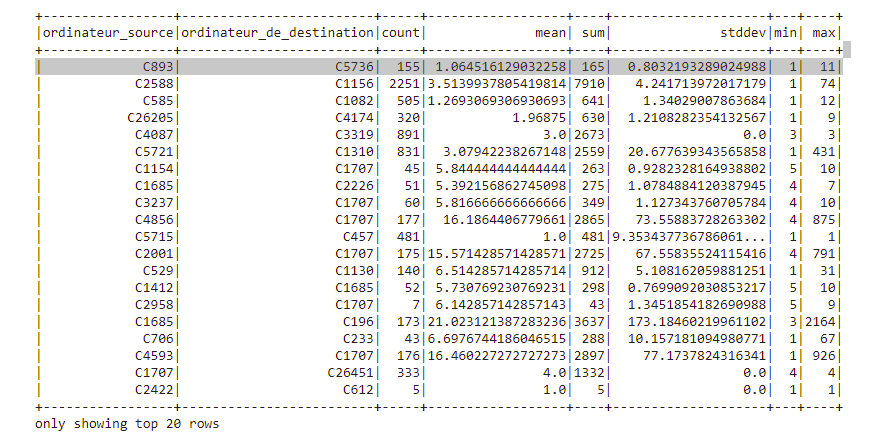 +-----------------+-------------------------+-----+------------------+----+--------------------+---+----+
|ordinateur_source|ordinateur_de_destination|count|              mean| sum|              stddev|min| max|
+-----------------+-------------------------+-----+------------------+----+--------------------+---+----+
|             C893|                    C5736|  155| 1.064516129032258| 165|  0.8032193289024988|  1|  11|
|            C2588|                    C1156| 2251|3.5139937805419814|7910|   4.241713972017179|  1|  74|
|             C585|                    C1082|  505|1.2693069306930693| 641|    1.34029007863684|  1|  12|
|           C26205|                    C4174|  320|           1.96875| 630|  1.2108282354132567|  1|   9|
|            C4087|                    C3319|  891|               3.0|2673|                 0.0|  3|   3|
|            C5721|                    C1310|  831|  3.07942238267148|2559|  20.677639343565858|  1| 431|
|            C1154|                    C1707|   45| 5.844444444444444| 263|  0.9282328164938802|  5|  10|
|            C1685|                    C2226|   51| 5.392156862745098| 275|  1.0784884120387945|  4|   7|
|            C3237|                    C1707|   60| 5.816666666666666| 349|   1.127343760705784|  4|  10|
|            C4856|                    C1707|  177|  16.1864406779661|2865|   73.55883728263302|  4| 875|
|            C5715|                     C457|  481|               1.0| 481|9.353437736786061...|  1|   1|
|            C2001|                    C1707|  175|15.571428571428571|2725|   67.55835524115416|  4| 791|
|             C529|                    C1130|  140| 6.514285714285714| 912|   5.108162059881251|  1|  31|
|            C1412|                    C1685|   52| 5.730769230769231| 298|  0.7699092030853217|  5|  10|
|            C2958|                    C1707|    7| 6.142857142857143|  43|  1.3451854182690988|  5|   9|
|            C1685|                     C196|  173|21.023121387283236|3637|  173.18460219961102|  3|2164|
|             C706|                     C233|   43|6.6976744186046515| 288|  10.157181094980771|  1|  67|
|            C4593|                    C1707|  176|16.460227272727273|2897|    77.1737824316341|  1| 926|
|            C1707|                   C26451|  333|               4.0|1332|                 0.0|  4|   4|
|            C2422|                     C612|    5|               1.0|   5|                 0.0|  1|   1|
+-----------------+-------------------------+-----+------------------+----+--------------------+---+----+
only showing top 20 rows